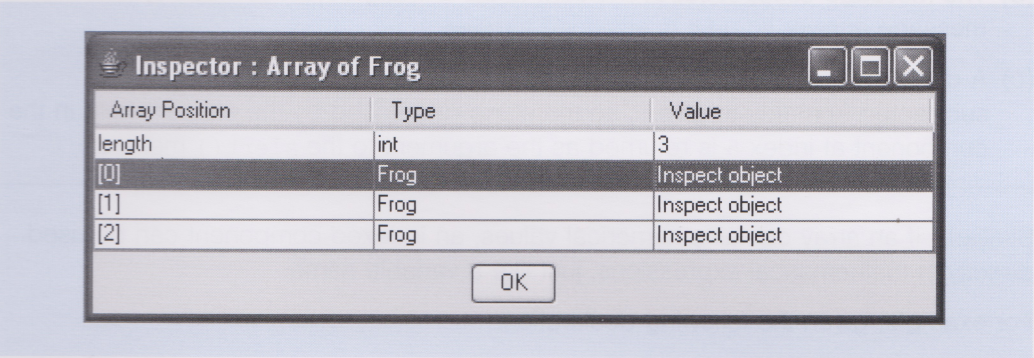 Inspector : Array of Frog
Array Position Type Value
length int 3
[0] Frog Inspect object
[1] Frog Inspect object
[2] Frog Inspect object
OK